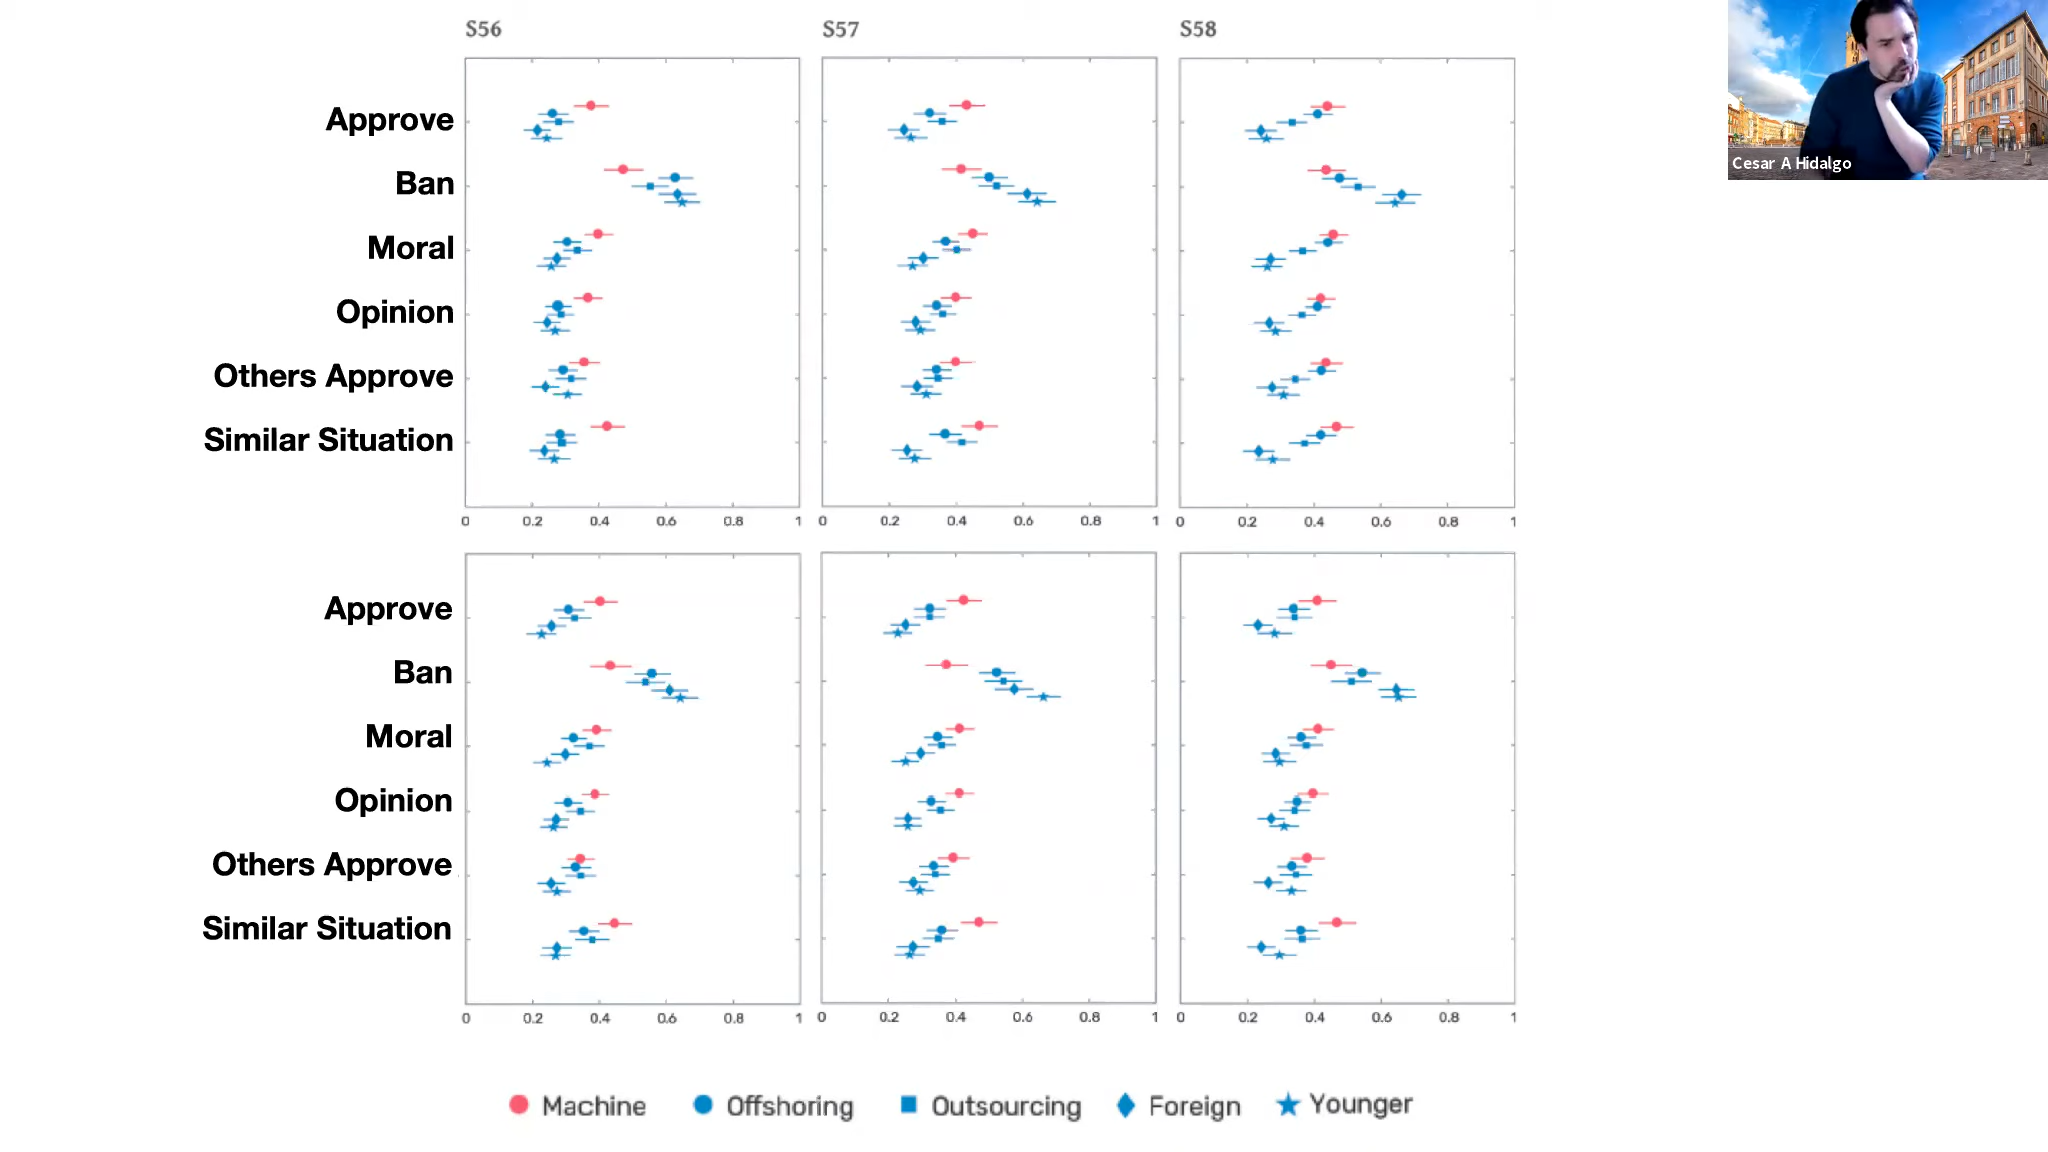 S56 S57 S58
Cesar A Hidalgo
Approve
Ban
Moral
Opinion
Others Approve
Similar Situation
0 0.2 0.4 0.6 0.8 1 0 0.2 0.4 0.6 0.8 1 0 0.2 0.4 0.6 0.8 1
Approve
Ban
Moral
Opinion
Others Approve
Similar Situation
0 0.2 0.4 0.6 0.8 1 0 0.2 0.4 0.6 0.8 1 0 0.2 0.4 0.6 0.8 1
Machine Offshoring Outsourcing Foreign Younger